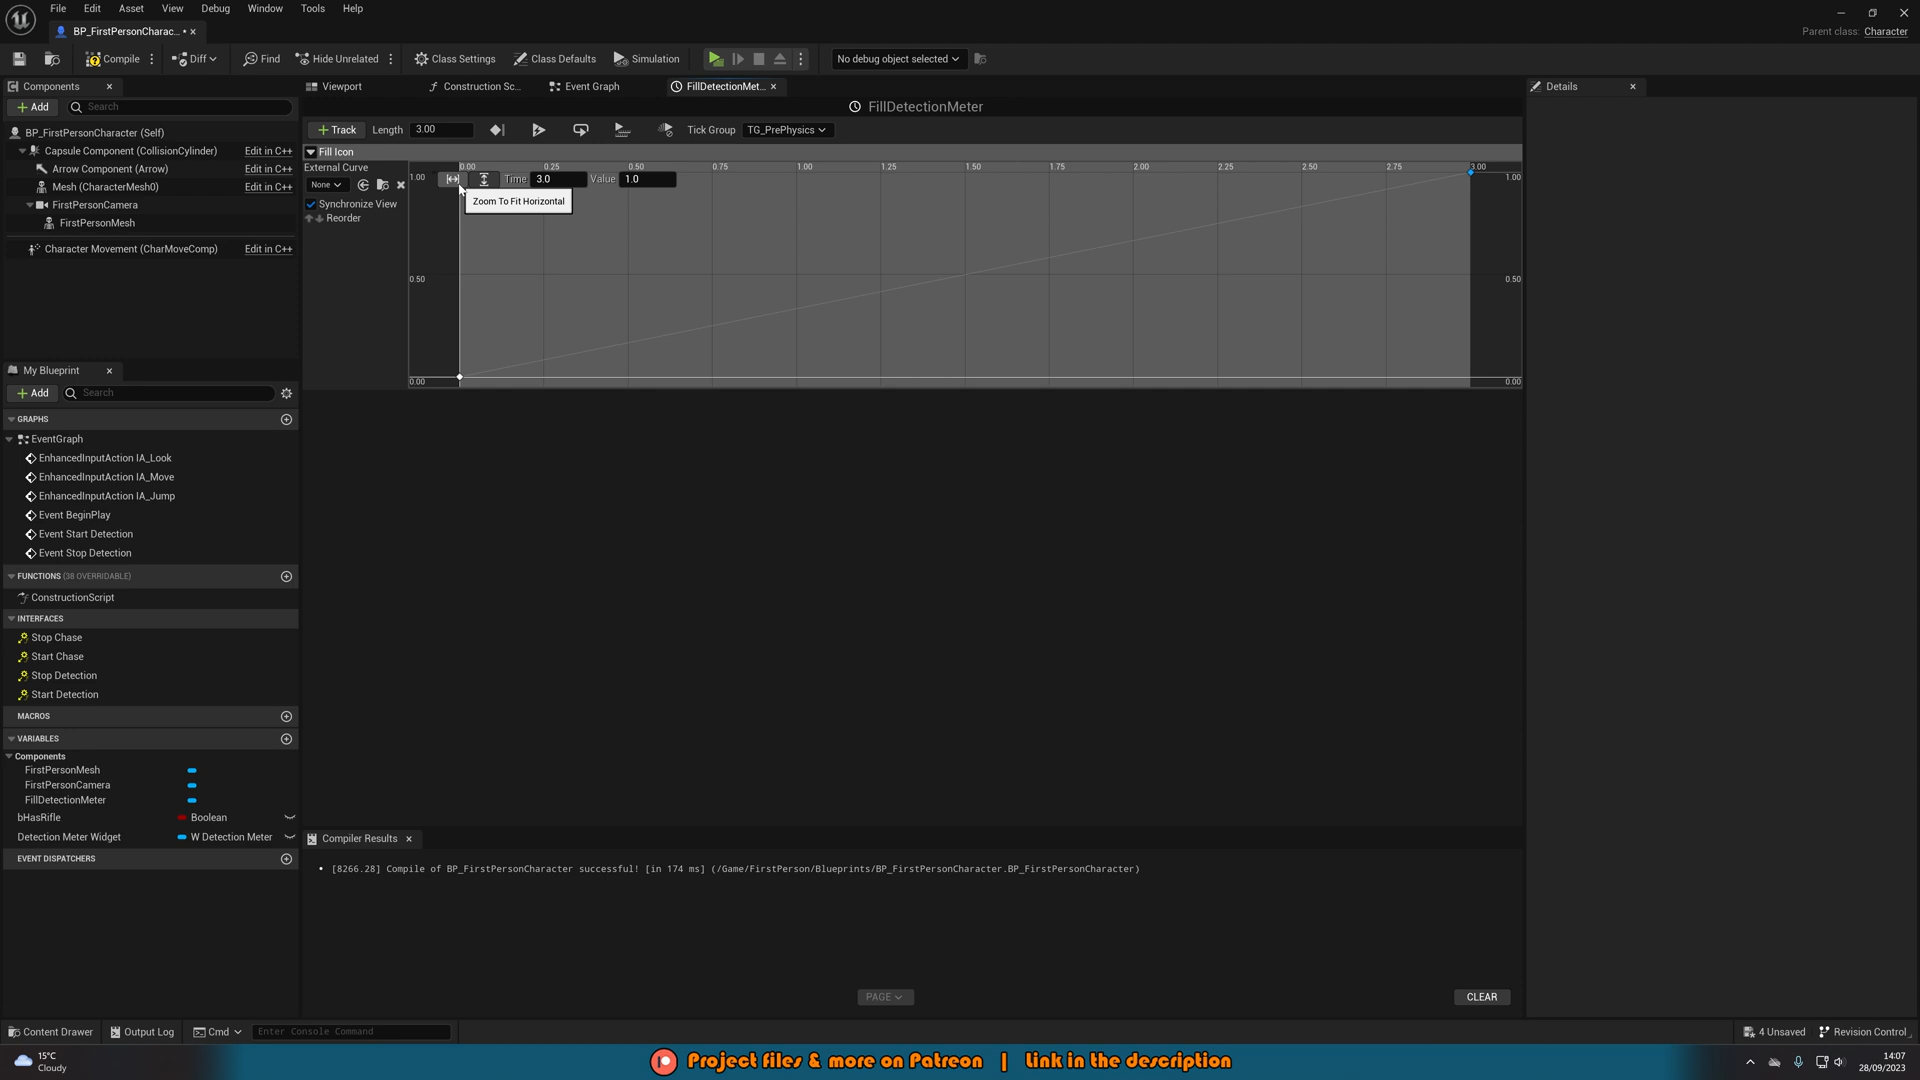 File Edit Asset View Debug Window Tools Help
BP_FirstPersonCharac... •
Parent class: Character
Compile Diff Find Hide Unrelated Class Settings Class Defaults Simulation No debug object selected
Components
Viewport Construction Sc... Event Graph FillDetectionMet...
Details
Add Search
FillDetectionMeter
BP_FirstPersonCharacter (Self)
Track Length 3.00 Tick Group TG_PrePhysics
Capsule Component (CollisionCylinder) Edit in C++
Fill Icon
Arrow Component (Arrow) Edit in C++
External Curve
0.00 0.25 0.50 0.75 1.00 1.25 1.50 1.75 2.00 2.25 2.50 2.75 3.00
Mesh (CharacterMesh0) Edit in C++
None
1.00 Time 3.0 Value 1.0 1.00
FirstPersonCamera
Synchronize View
Zoom To Fit Horizontal
FirstPersonMesh
Reorder
Character Movement (CharMoveComp) Edit in C++
0.50 0.50
0.00 0.00
My Blueprint
Add Search
GRAPHS
EventGraph
EnhancedInputAction IA_Look
EnhancedInputAction IA_Move
EnhancedInputAction IA_Jump
Event BeginPlay
Event Start Detection
Event Stop Detection
FUNCTIONS (38 OVERRIDABLE)
ConstructionScript
INTERFACES
Stop Chase
Start Chase
Stop Detection
Start Detection
MACROS
VARIABLES
Components
FirstPersonMesh
FirstPersonCamera
FillDetectionMeter
bHasRifle Boolean
Detection Meter Widget W Detection Meter
EVENT DISPATCHERS
Compiler Results
• [8266.28] Compile of BP_FirstPersonCharacter successful! [in 174 ms] (/Game/FirstPerson/Blueprints/BP_FirstPersonCharacter.BP_FirstPersonCharacter)
PAGE
CLEAR
Content Drawer Output Log Cmd Enter Console Command
4 Unsaved Revision Control
15°C
Cloudy
Project files & more on Patreon | Link in the description
14:07
28/09/2023